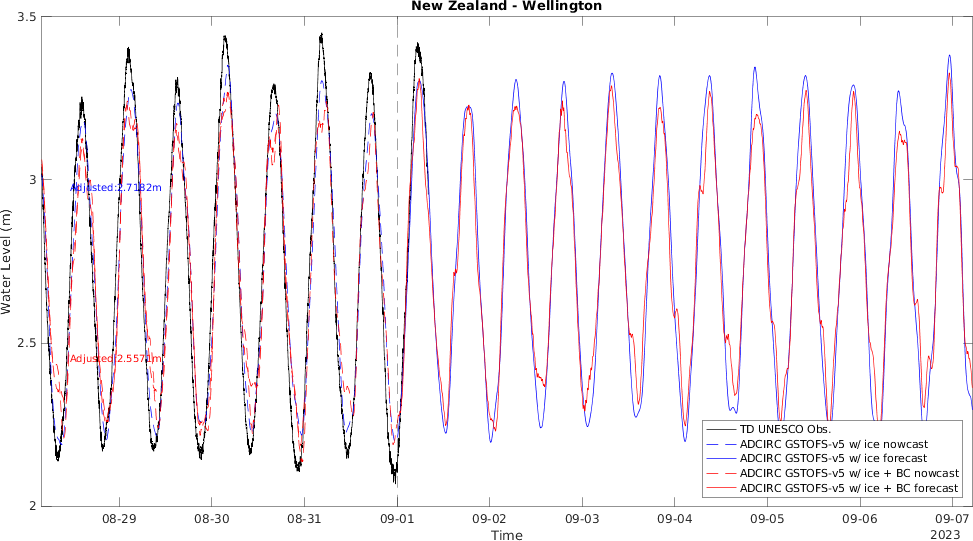 New Zealand - Wellington
3.5
3
2.5
2
Water Level (m)
Adjusted:2.7182m
Adjusted:2.5571m
TD UNESCO Obs.
ADCIRC GSTOFS-v5 w/ ice nowcast
ADCIRC GSTOFS-v5 w/ ice forecast
ADCIRC GSTOFS-v5 w/ ice + BC nowcast
ADCIRC GSTOFS-v5 w/ ice + BC forecast
08-29 08-30 08-31 09-01 09-02 09-03 09-04 09-05 09-06 09-07
Time
2023